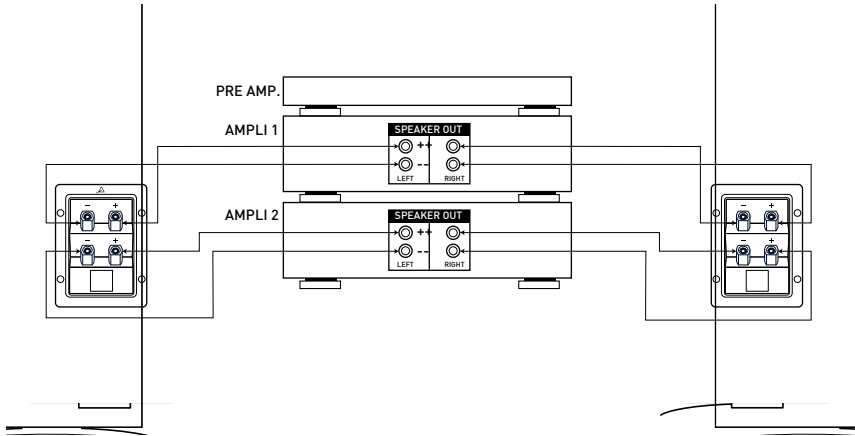 PRE AMP.
AMPLI 1
SPEAKER OUT
++
--
LEFT RIGHT
AMPLI 2
SPEAKER OUT
++
--
LEFT RIGHT
- +
- +
- +
- +